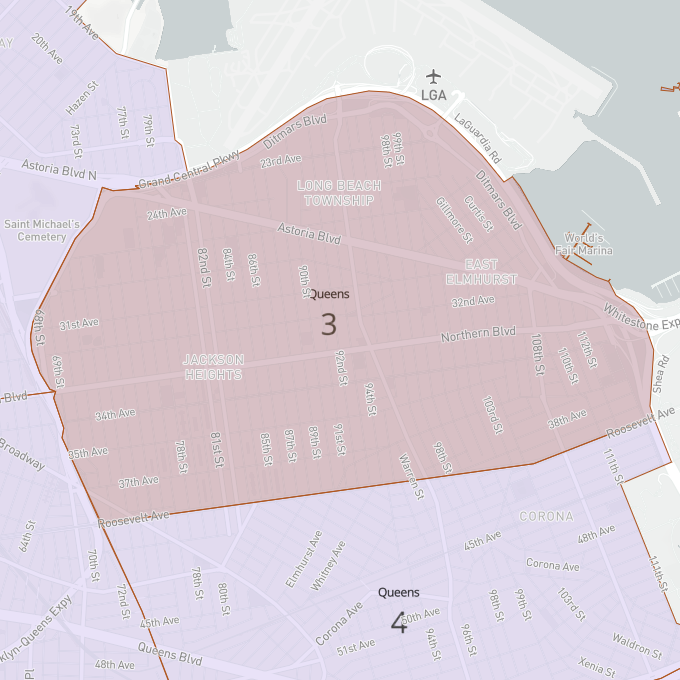 19th Ave
20th Ave
AY
Hazen St
77th St
79th St
73rd St
LGA
LaGuardia Rd
Ditmars Blvd
98th St
99th St
Astoria Blvd N
Grand Central Pkwy
23rd Ave
LONG BEACH
TOWNSHIP
Ditmars Blvd
Saint Michael's
Cemetery
24th Ave
Astoria Blvd
Gillmore St
Curtis St
World's
Fair Marina
82nd St
84th St
86th St
90th St
EAST
ELMHURST
Queens
3
32nd Ave
68th St
31st Ave
Northern Blvd
Whitestone Exp
108th St
110th St
112th St
69th St
JACKSON
HEIGHTS
92nd St
94th St
Shea Rd
Blvd
34th Ave
103rd St
38th Ave
Roosevelt Ave
35th Ave
Broadway
78th St
81st St
85th St
87th St
89th St
91st St
98th St
Warren St
111th St
37th Ave
Roosevelt Ave
CORONA
64th St
70th St
45th Ave
48th Ave
Elmhurst Ave
Whitney Ave
Corona Ave
111th St
78th St
80th St
72nd St
Queens
4
50th Ave
Corona Ave
98th St
99th St
103rd St
45th Ave
94th St
96th St
51st Ave
Waldron St
Xenia St
klyn-Queens Expy
Queens Blvd
48th Ave
Pl